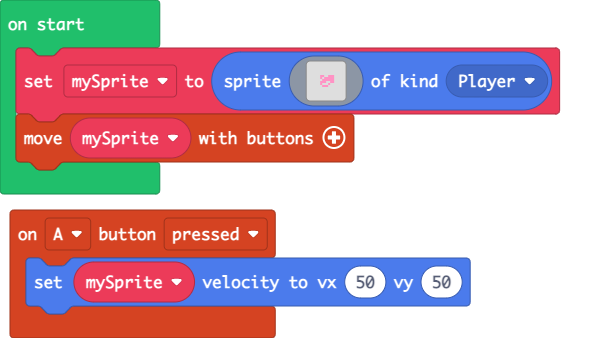 on start
set mySprite to sprite of kind Player
move mySprite with buttons
on A button pressed
set mySprite velocity to vx 50 vy 50